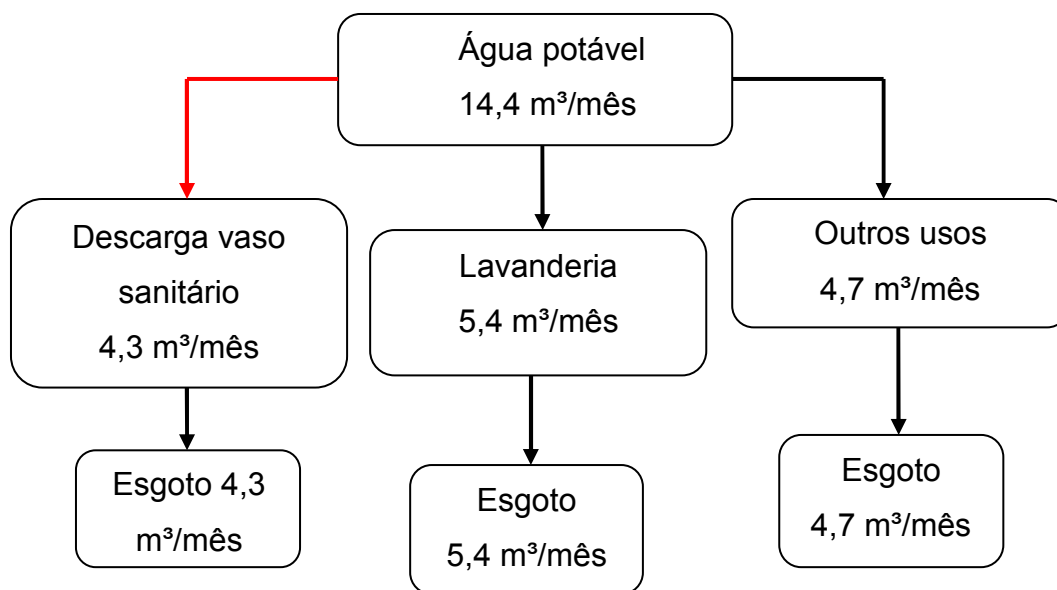 Água potável
14,4 m³/mês
Descarga vaso
sanitário
4,3 m³/mês
Lavanderia
5,4 m³/mês
Outros usos
4,7 m³/mês
Esgoto 4,3
m³/mês
Esgoto
5,4 m³/mês
Esgoto
4,7 m³/mês